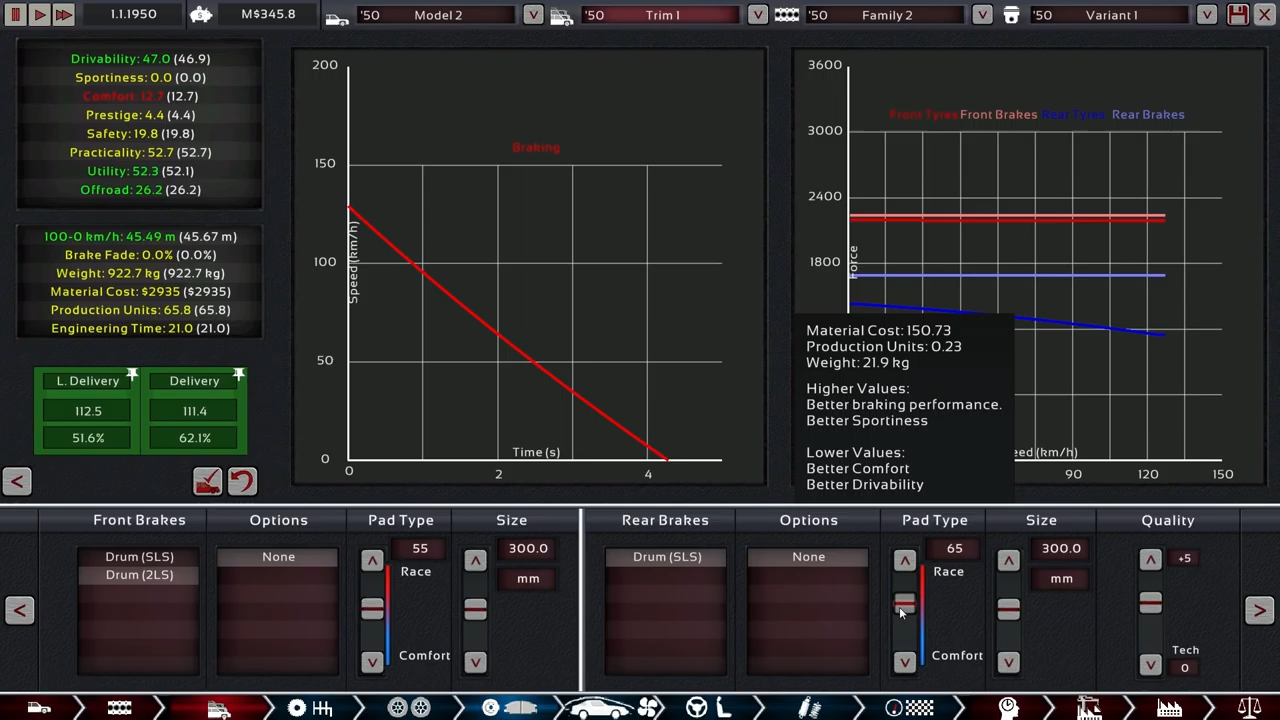 1.1.1950
M$345.8
'50 Model 2
'50 Trim 1
'50 Family 2
'50 Variant 1
Drivability: 47.0 (46.9)
Sportiness: 0.0 (0.0)
Comfort: 12.7 (12.7)
Prestige: 4.4 (4.4)
Safety: 19.8 (19.8)
Practicality: 52.7 (52.7)
Utility: 52.3 (52.1)
Offroad: 26.2 (26.2)
100-0 km/h: 45.49 m (45.67 m)
Brake Fade: 0.0% (0.0%)
Weight: 922.7 kg (922.7 kg)
Material Cost: $2935 ($2935)
Production Units: 65.8 (65.8)
Engineering Time: 21.0 (21.0)
L. Delivery
Delivery
112.5
111.4
51.6%
62.1%
200
150
100
50
0
Speed (km/h)
Braking
Time (s)
0
2
4
3600
3000
2400
1800
Force
Front Tyres Front Brakes Rear Tyres Rear Brakes
eed (km/h)
90
120
150
Material Cost: 150.73
Production Units: 0.23
Weight: 21.9 kg
Higher Values:
Better braking performance.
Better Sportiness
Lower Values:
Better Comfort
Better Drivability
Front Brakes
Options
Pad Type
Size
Rear Brakes
Options
Pad Type
Size
Quality
Drum (SLS)
Drum (2LS)
None
55
Race
Comfort
300.0
mm
Drum (SLS)
None
65
Race
Comfort
300.0
mm
+5
Tech
0